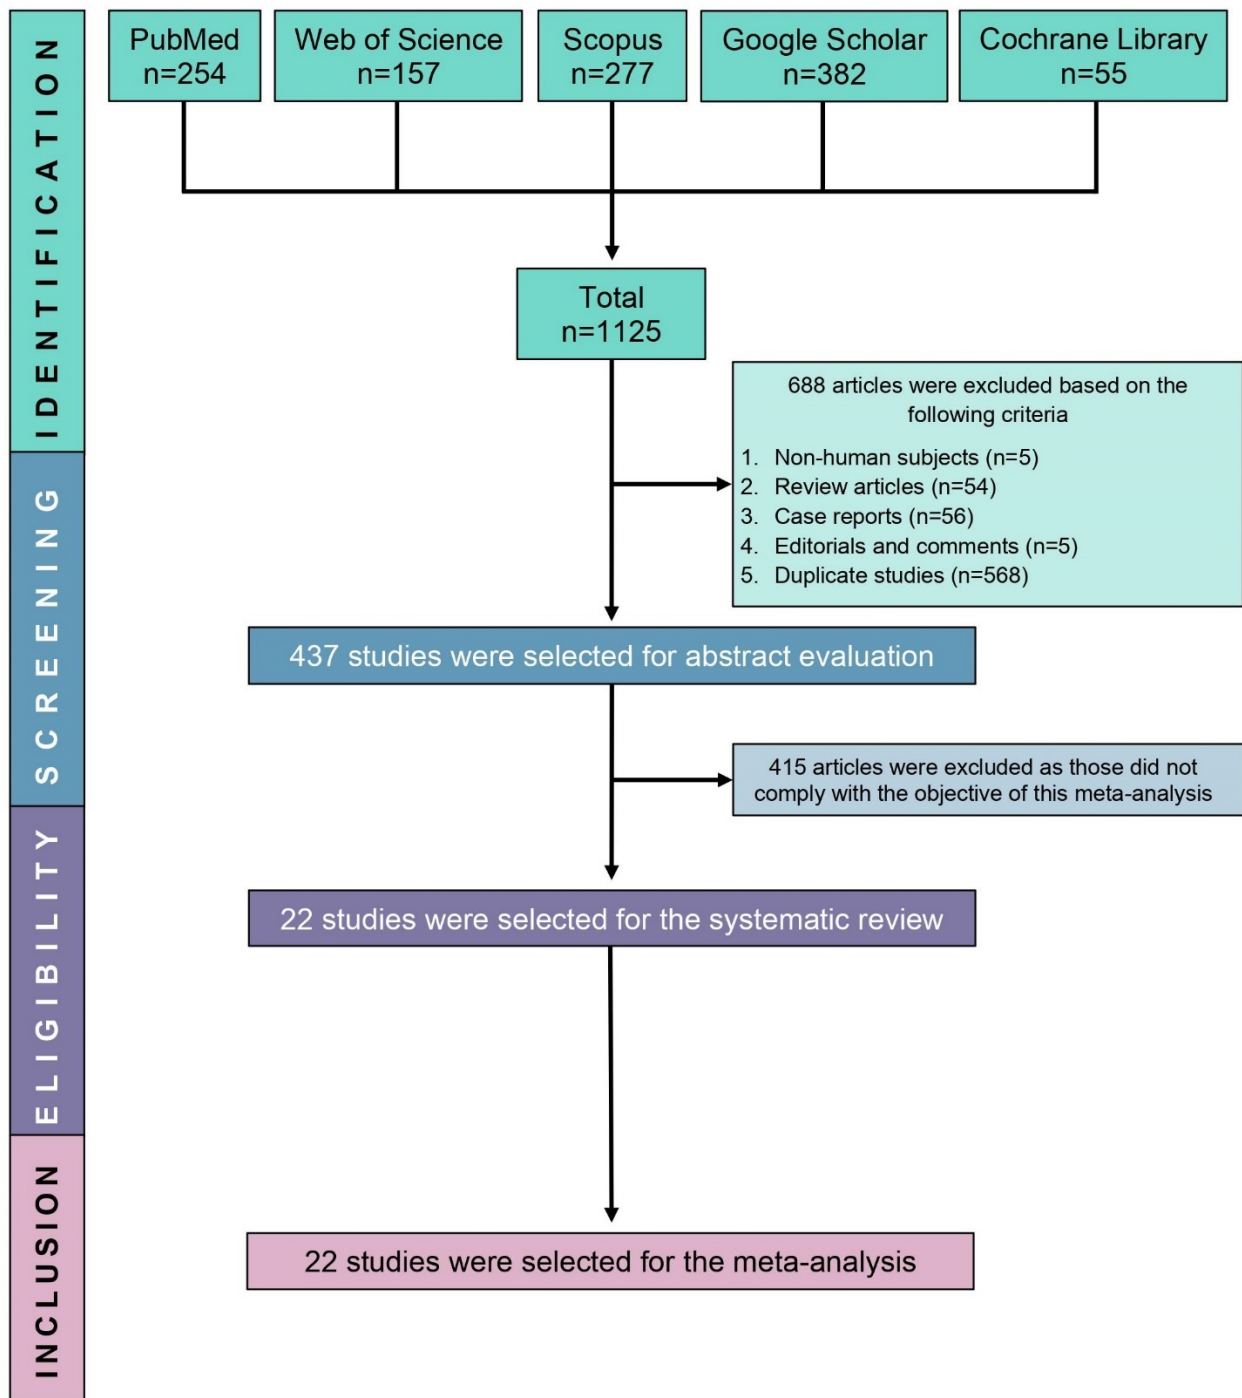 PubMed
n=254
Web of Science
n=157
Scopus
n=277
Google Scholar
n=382
Cochrane Library
n=55
IDENTIFICATION
Total
n=1125
688 articles were excluded based on the
following criteria
1. Non-human subjects (n=5)
2. Review articles (n=54)
3. Case reports (n=56)
4. Editorials and comments (n=5)
5. Duplicate studies (n=568)
SCREENING
437 studies were selected for abstract evaluation
415 articles were excluded as those did not
comply with the objective of this meta-analysis
ELIGIBILITY
22 studies were selected for the systematic review
INCLUSION
22 studies were selected for the meta-analysis